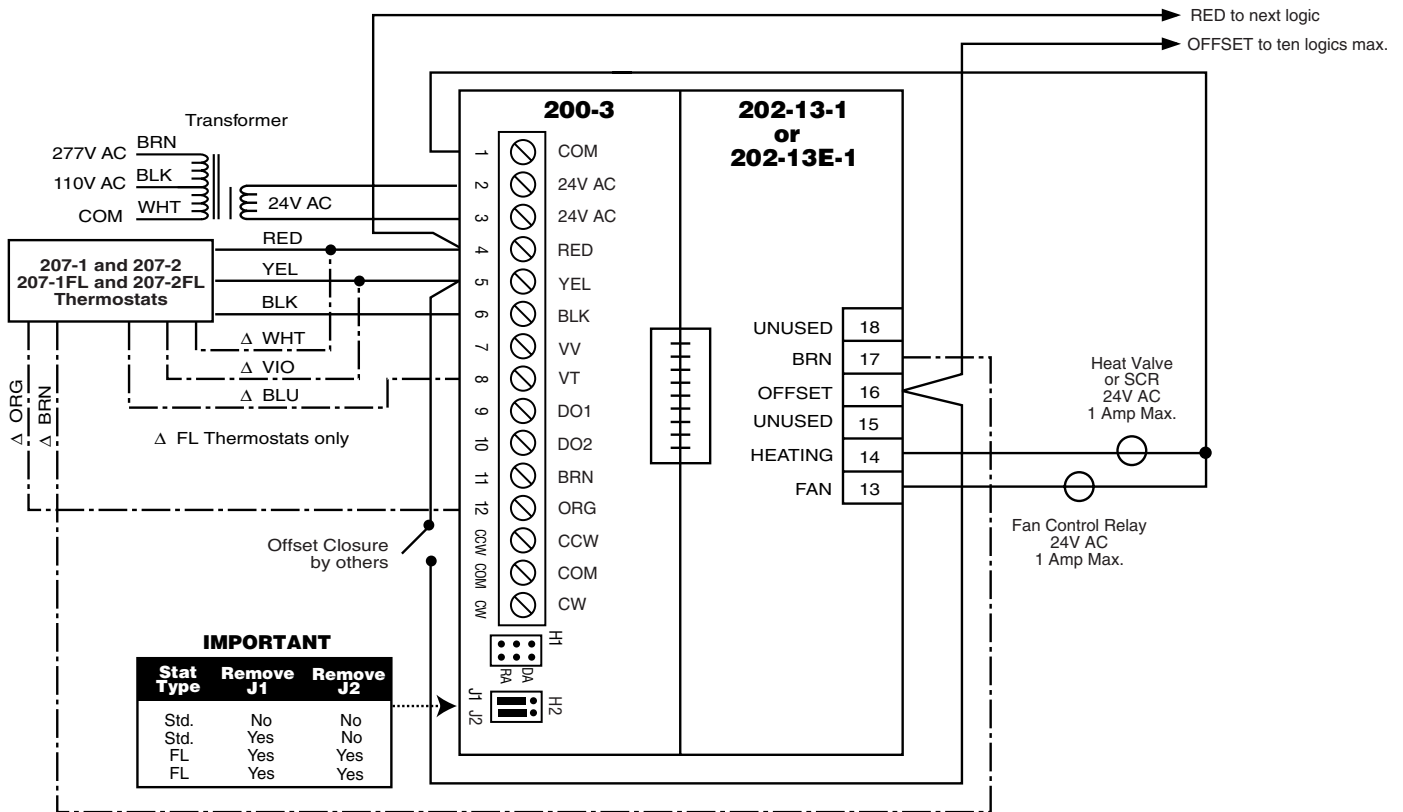 RED to next logic
OFFSET to ten logics max.
200-3
202-13-1
or
202-13E-1
Transformer
277V AC
BRN
110V AC
BLK
COM
WHT
24V AC
207-1 and 207-2
207-1FL and 207-2FL
Thermostats
RED
YEL
BLK
Δ WHT
Δ VIO
Δ BLU
Δ ORG
Δ BRN
Δ FL Thermostats only
1 COM
2 24V AC
3 24V AC
4 RED
5 YEL
6 BLK
7 VV
8 VT
9 DO1
10 DO2
11 BRN
12 ORG
CCW CCW
COM COM
CW CW
H1
RA
DA
J1
J2
H2
UNUSED 18
BRN 17
OFFSET 16
UNUSED 15
HEATING 14
FAN 13
Heat Valve
or SCR
24V AC
1 Amp Max.
Fan Control Relay
24V AC
1 Amp Max.
Offset Closure
by others
IMPORTANT
Stat Type Remove J1 Remove J2
Std. No No
Std. Yes No
FL Yes Yes
FL Yes Yes